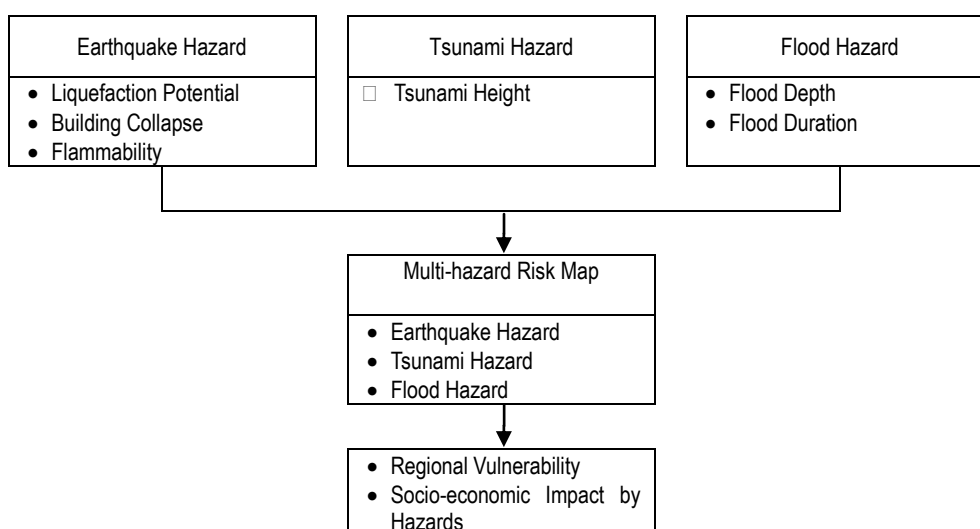 Earthquake Hazard
• Liquefaction Potential
• Building Collapse
• Flammability
Tsunami Hazard
□ Tsunami Height
Flood Hazard
• Flood Depth
• Flood Duration
Multi-hazard Risk Map
• Earthquake Hazard
• Tsunami Hazard
• Flood Hazard
• Regional Vulnerability
• Socio-economic Impact by
Hazards